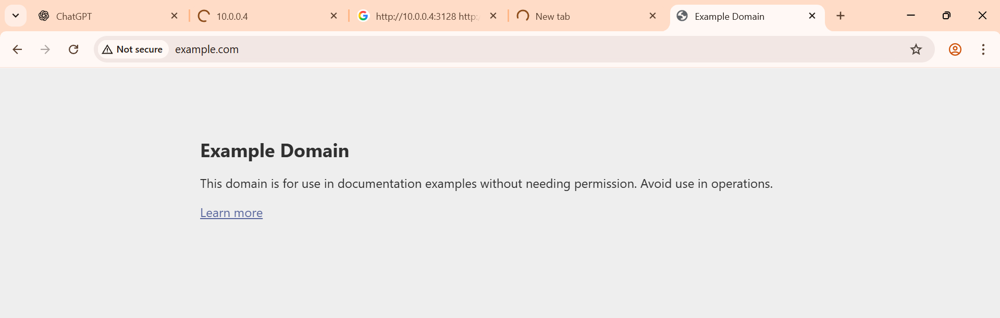 ChatGPT
10.0.0.4
http://10.0.0.4:3128 http:/
New tab
Example Domain
Not secure
example.com
Example Domain
This domain is for use in documentation examples without needing permission. Avoid use in operations.
Learn more